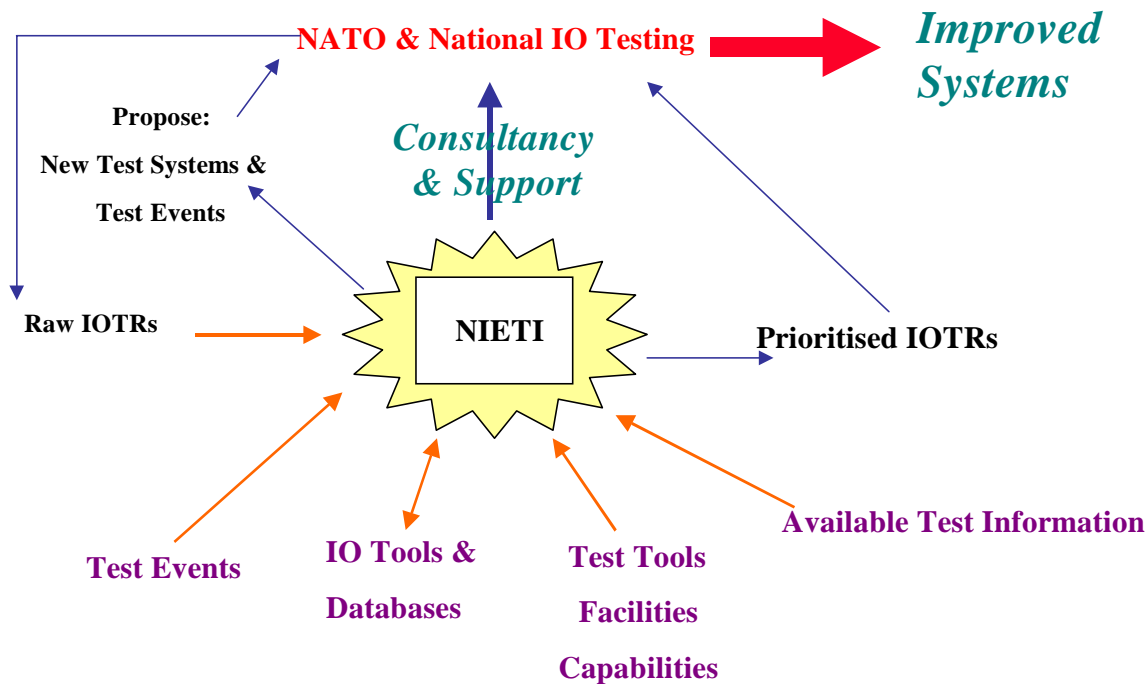 NATO & National IO Testing
Improved
Systems
Propose:
New Test Systems &
Test Events
Consultancy
& Support
Raw IOTRs
NIETI
Prioritised IOTRs
Test Events
IO Tools &
Databases
Test Tools
Facilities
Capabilities
Available Test Information